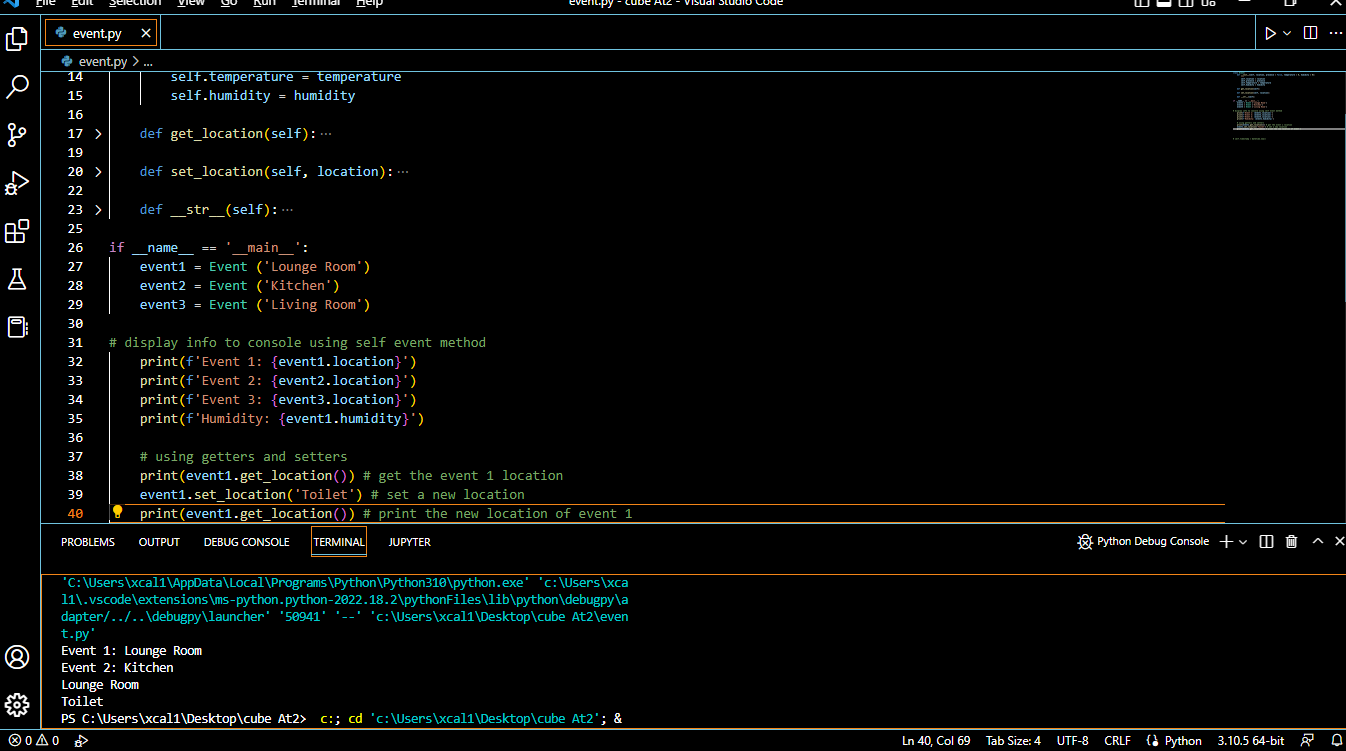 File Edit Selection View Go Run Terminal Help event.py - cube At2 - Visual Studio Code
event.py
event.py > ...
14 self.temperature = temperature
15 self.humidity = humidity
16
17 def get_location(self): ...
19
20 def set_location(self, location): ...
22
23 def __str__(self): ...
25
26 if __name__ == '__main__':
27 event1 = Event ('Lounge Room')
28 event2 = Event ('Kitchen')
29 event3 = Event ('Living Room')
30
31 # display info to console using self event method
32 print(f'Event 1: {event1.location}')
33 print(f'Event 2: {event2.location}')
34 print(f'Event 3: {event3.location}')
35 print(f'Humidity: {event1.humidity}')
36
37 # using getters and setters
38 print(event1.get_location()) # get the event 1 location
39 event1.set_location('Toilet') # set a new location
40 print(event1.get_location()) # print the new location of event 1
PROBLEMS OUTPUT DEBUG CONSOLE TERMINAL JUPYTER Python Debug Console
'C:\Users\xcal1\AppData\Local\Programs\Python\Python310\python.exe' 'c:\Users\xca
l1\.vscode\extensions\ms-python.python-2022.18.2\pythonFiles\lib\python\debugpy\a
dapter/../..\debugpy\launcher' '50941' '--' 'c:\Users\xcal1\Desktop\cube At2\even
t.py'
Event 1: Lounge Room
Event 2: Kitchen
Lounge Room
Toilet
PS C:\Users\xcal1\Desktop\cube At2> c:; cd 'c:\Users\xcal1\Desktop\cube At2'; &
0 0 Ln 40, Col 69 Tab Size: 4 UTF-8 CRLF Python 3.10.5 64-bit